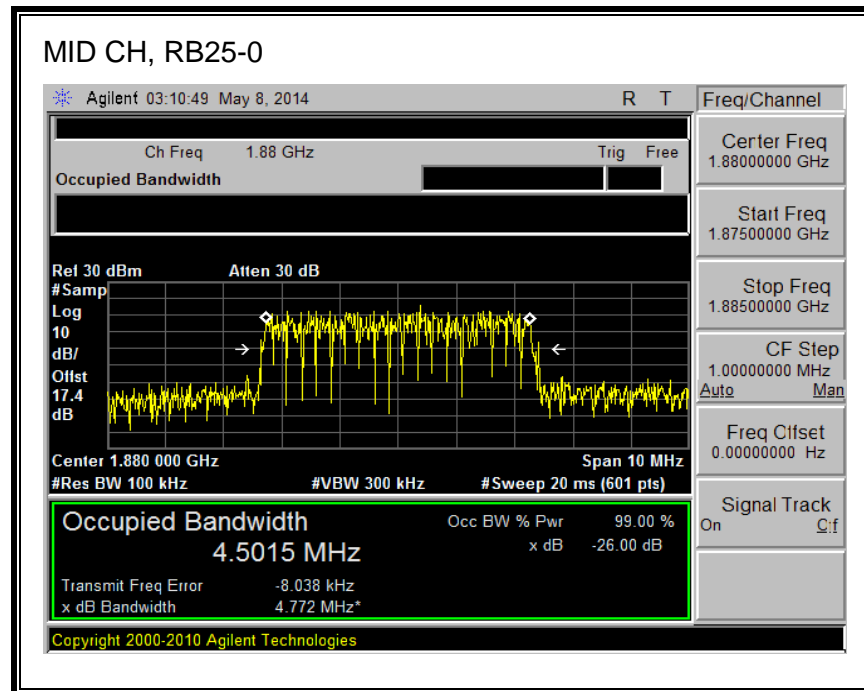 MID CH, RB25-0
Agilent 03:10:49 May 8, 2014 R T
Freq/Channel
Ch Freq 1.88 GHz Trig Free
Occupied Bandwidth
Center Freq
1.88000000 GHz
Start Freq
1.87500000 GHz
Stop Freq
1.88500000 GHz
CF Step
1.00000000 MHz
Auto Man
Freq Offset
0.00000000 Hz
Signal Track
On Off
Ref 30 dBm Atten 30 dB
#Samp
Log
10
dB/
Offst
17.4
dB
Center 1.880 000 GHz Span 10 MHz
#Res BW 100 kHz #VBW 300 kHz #Sweep 20 ms (601 pts)
Occupied Bandwidth
4.5015 MHz
Occ BW % Pwr 99.00 %
x dB -26.00 dB
Transmit Freq Error -8.038 kHz
x dB Bandwidth 4.772 MHz*
Copyright 2000-2010 Agilent Technologies